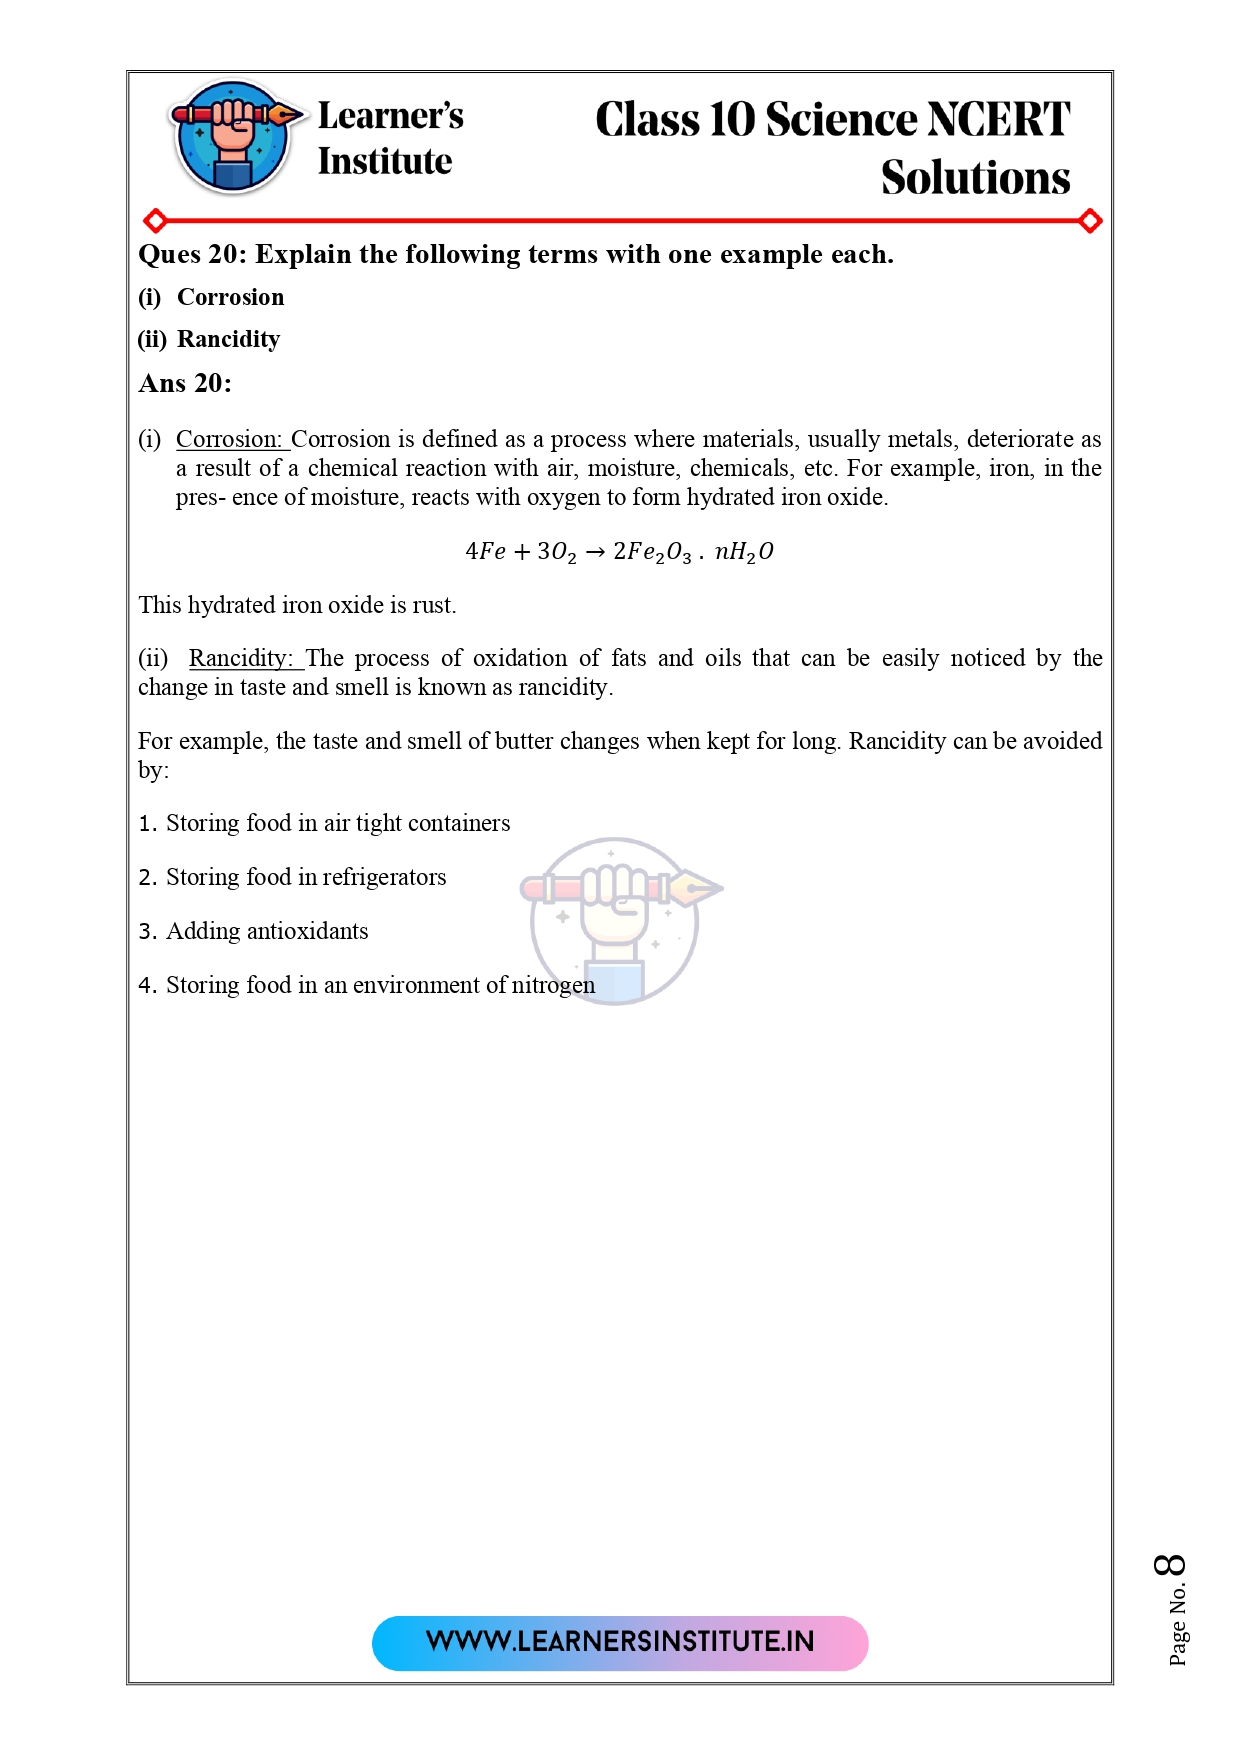 Learner's
Institute
Class 10 Science NCERT
Solutions
Ques 20: Explain the following terms with one example each.
(i) Corrosion
(ii) Rancidity
Ans 20:
(i) Corrosion: Corrosion is defined as a process where materials, usually metals, deteriorate as
a result of a chemical reaction with air, moisture, chemicals, etc. For example, iron, in the
pres- ence of moisture, reacts with oxygen to form hydrated iron oxide.
4Fe + 3O₂ → 2Fe₂O₃ . nH₂O
This hydrated iron oxide is rust.
(ii) Rancidity: The process of oxidation of fats and oils that can be easily noticed by the
change in taste and smell is known as rancidity.
For example, the taste and smell of butter changes when kept for long. Rancidity can be avoided
by:
1. Storing food in air tight containers
2. Storing food in refrigerators
3. Adding antioxidants
4. Storing food in an environment of nitrogen
WWW.LEARNERSINSTITUTE.IN
Page No. 8